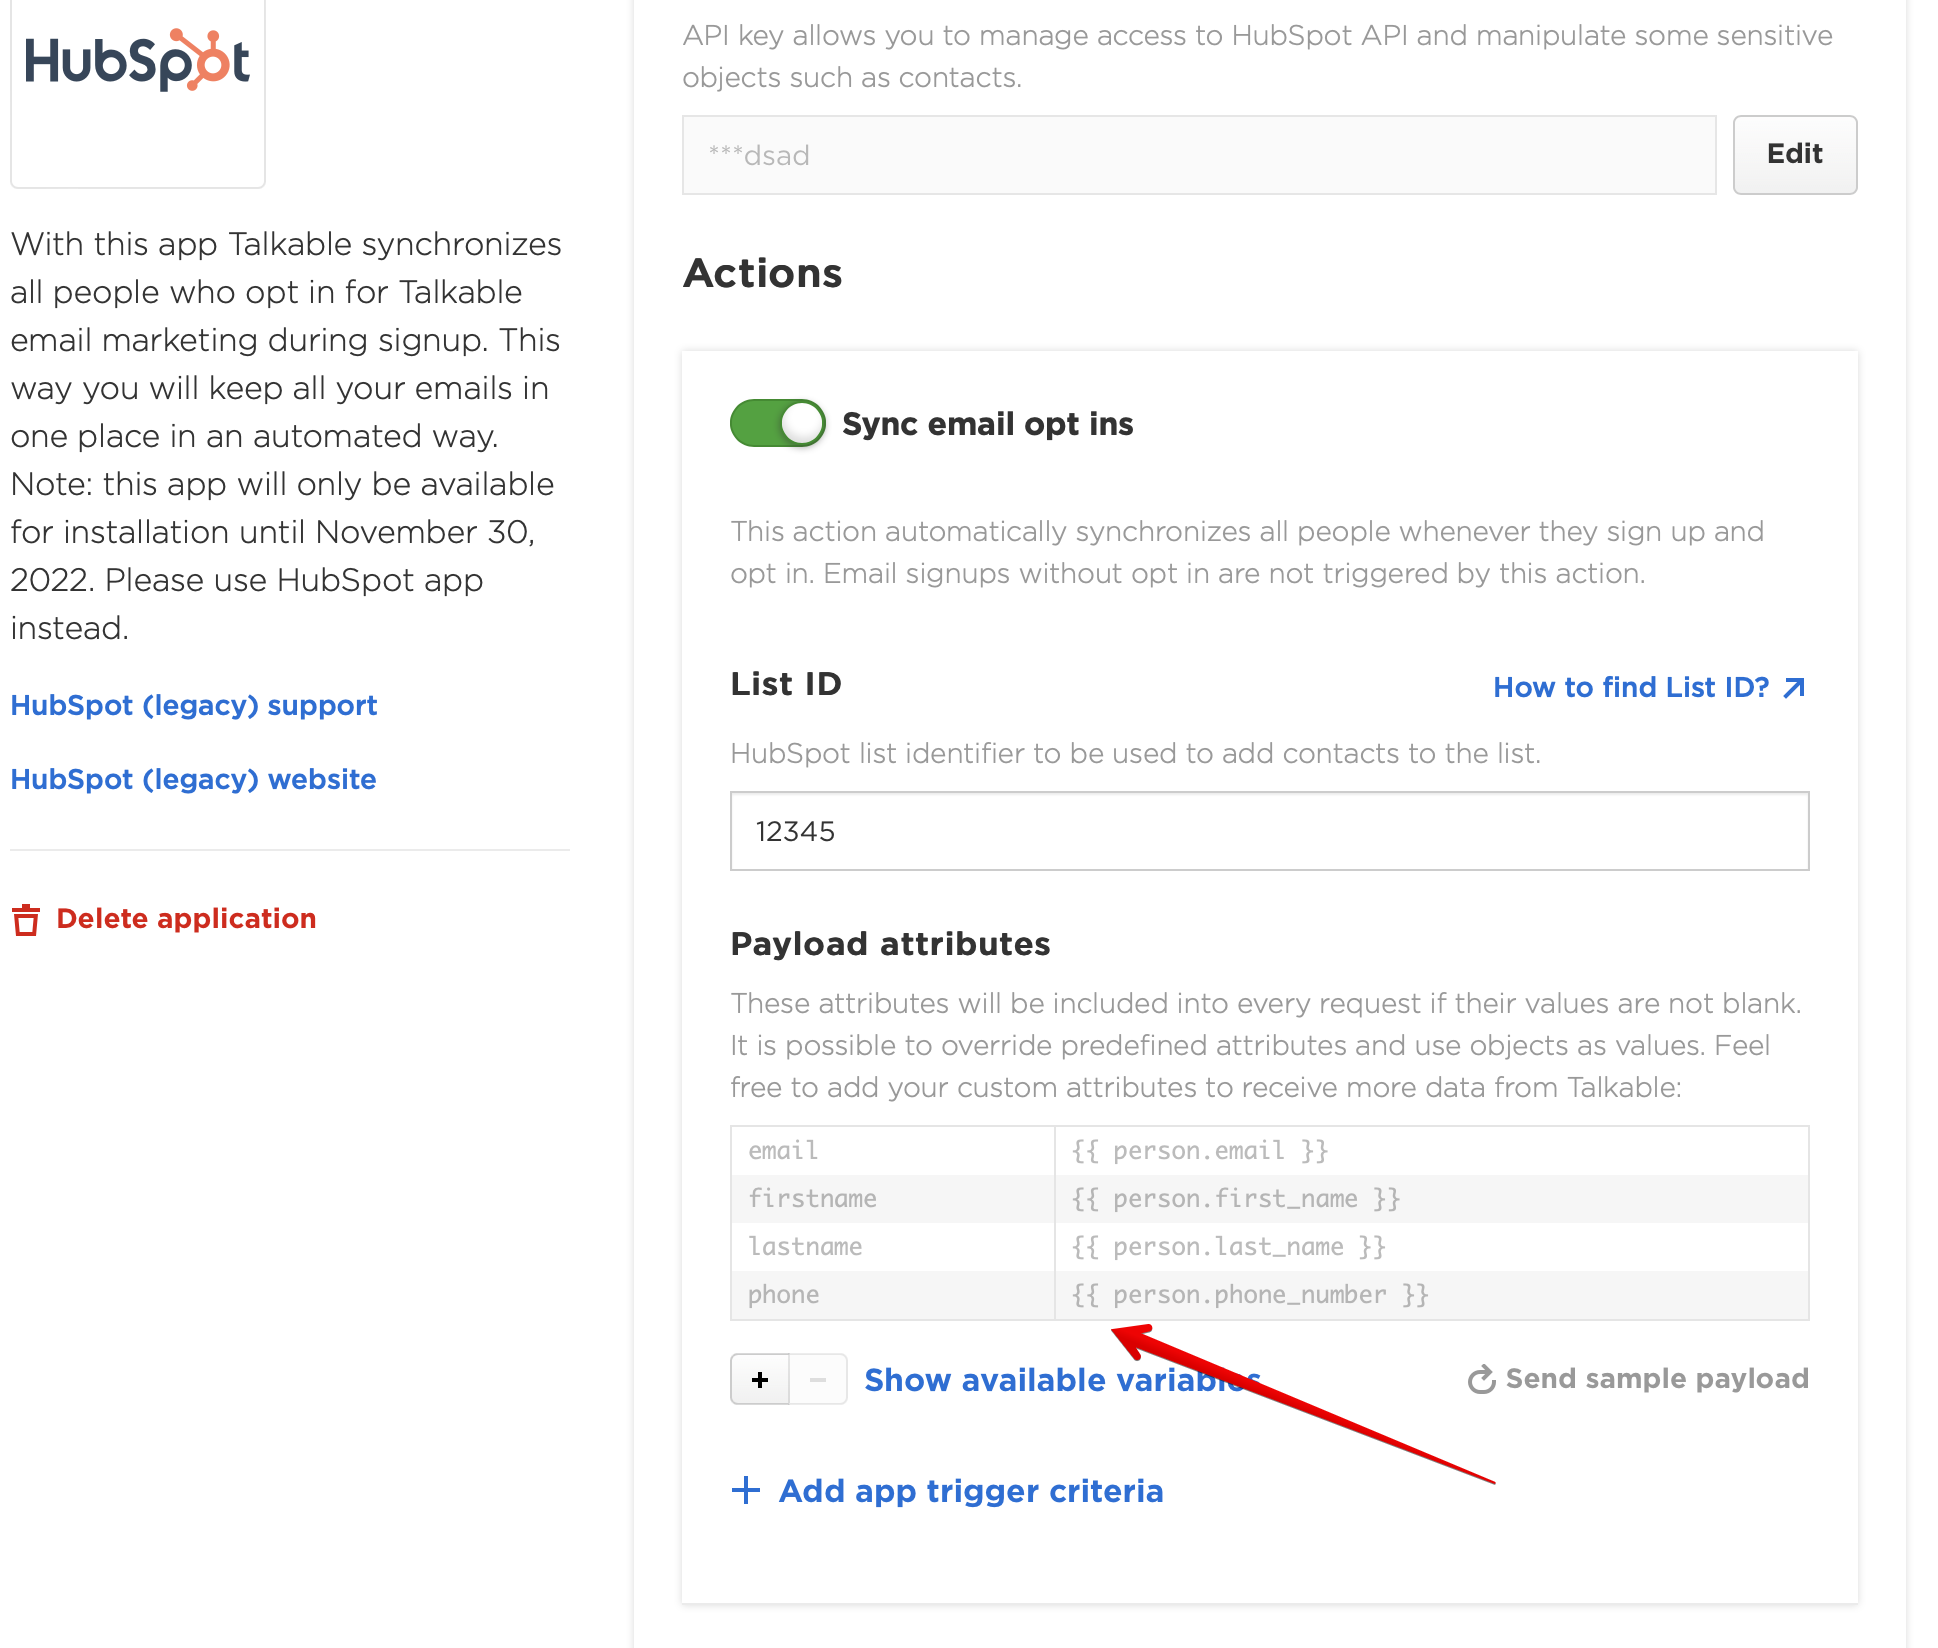 HubSpot
With this app Talkable synchronizes
all people who opt in for Talkable
email marketing during signup. This
way you will keep all your emails in
one place in an automated way.
Note: this app will only be available
for installation until November 30,
2022. Please use HubSpot app
instead.
HubSpot (legacy) support
HubSpot (legacy) website
Delete application
API key allows you to manage access to HubSpot API and manipulate some sensitive
objects such as contacts.
***dsad
Edit
Actions
Sync email opt ins
This action automatically synchronizes all people whenever they sign up and
opt in. Email signups without opt in are not triggered by this action.
List ID
How to find List ID?
HubSpot list identifier to be used to add contacts to the list.
12345
Payload attributes
These attributes will be included into every request if their values are not blank.
It is possible to override predefined attributes and use objects as values. Feel
free to add your custom attributes to receive more data from Talkable:
email {{ person.email }}
firstname {{ person.first_name }}
lastname {{ person.last_name }}
phone {{ person.phone_number }}
+ − Show available variables
Send sample payload
+ Add app trigger criteria